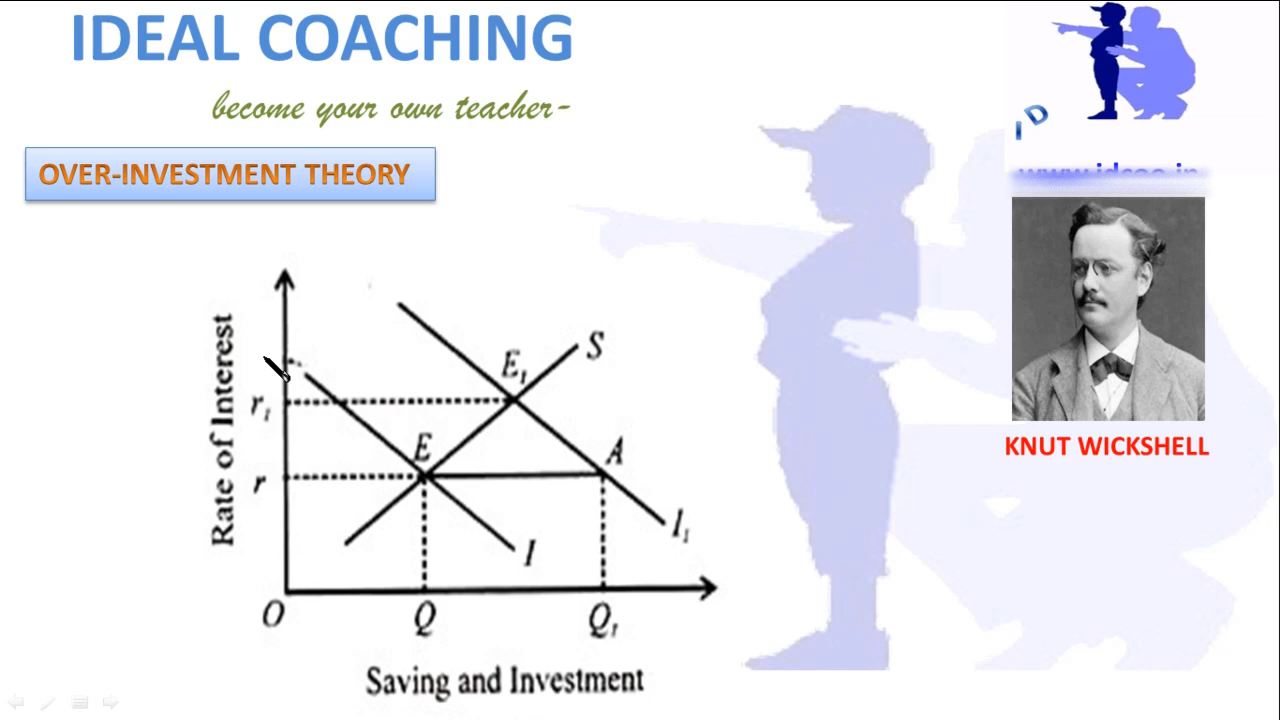 IDEAL COACHING
become your own teacher-
I D
OVER-INVESTMENT THEORY
KNUT WICKSHELL
Rate of Interest
r₁
r
E₁
S
E
A
I₁
I
O
Q
Q₁
Saving and Investment